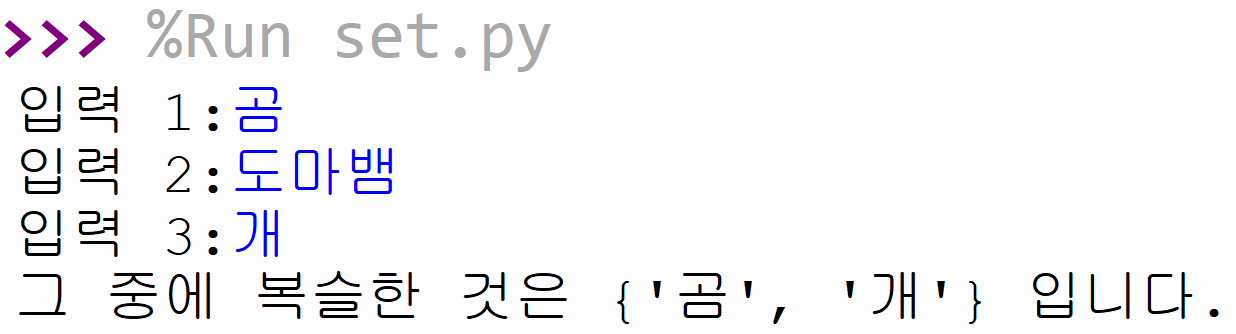 >>> %Run set.py
입력 1:곰
입력 2:도마뱀
입력 3:개
그 중에 복슬한 것은 {'곰', '개'} 입니다.